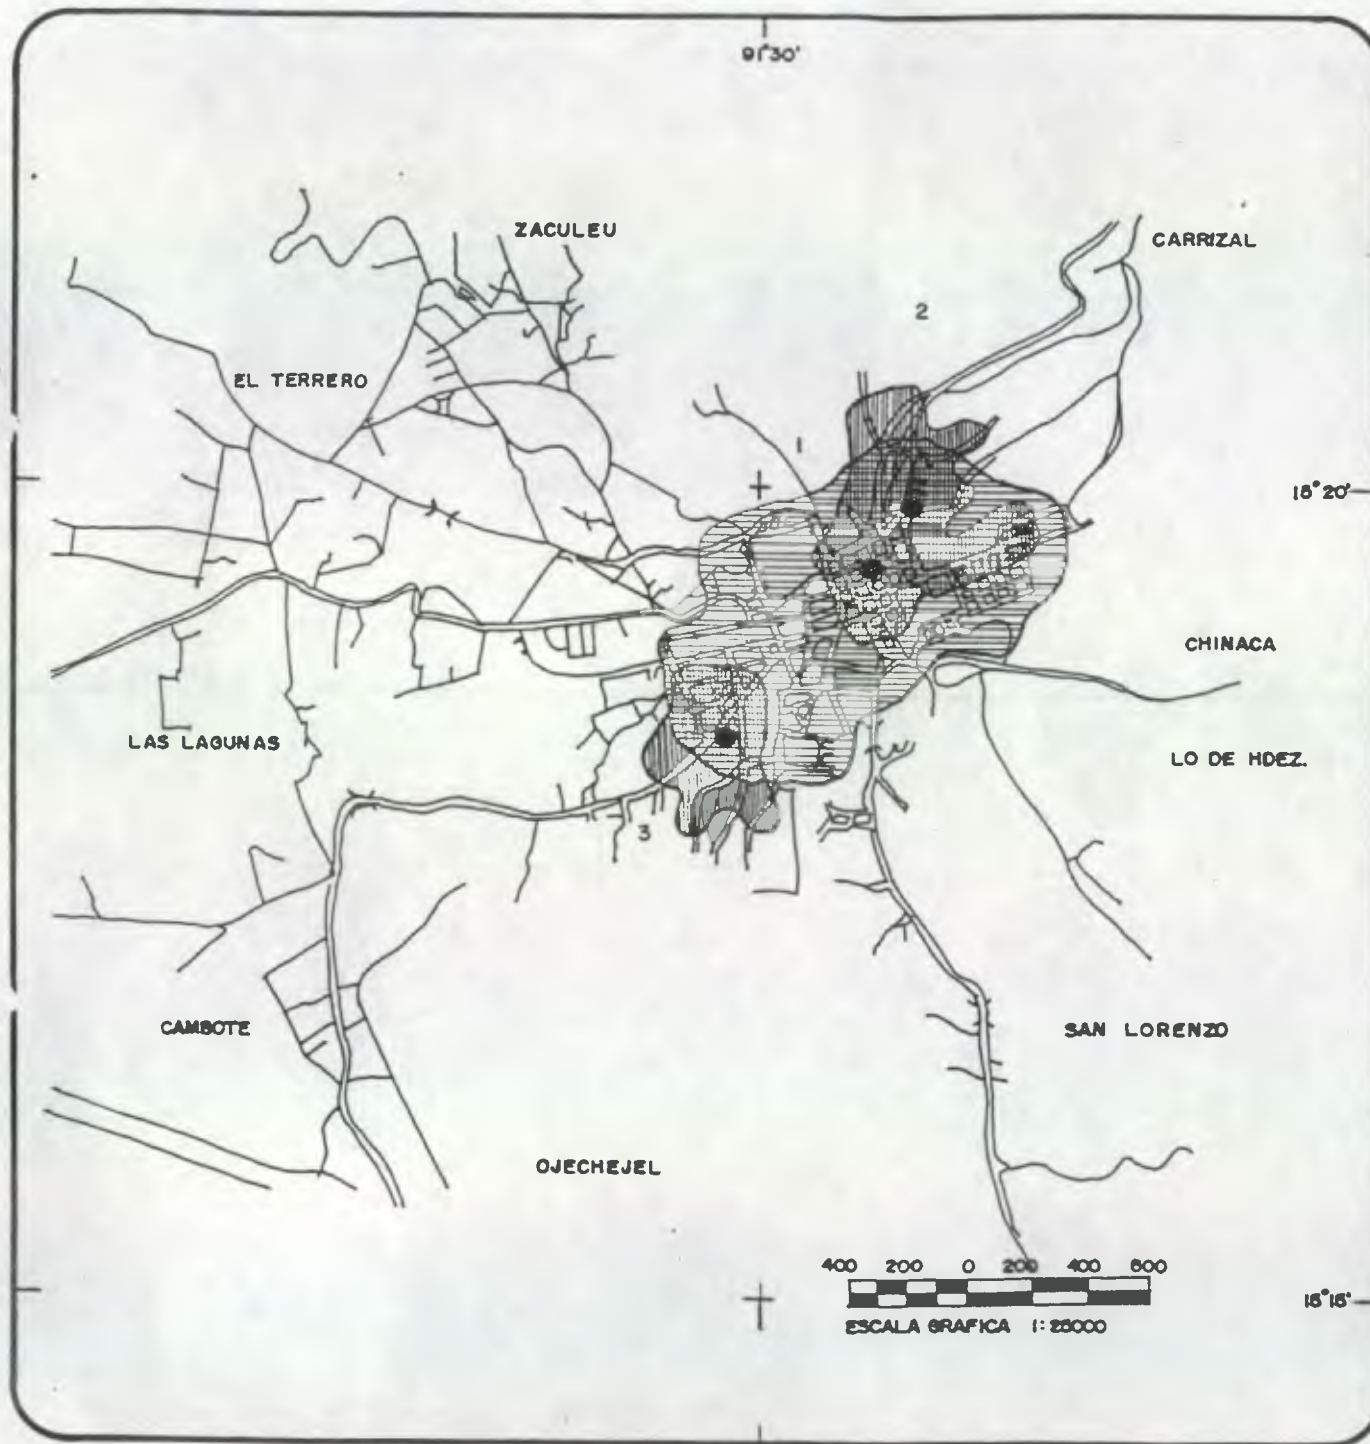 91°30'
ZACULEU
CARRIZAL
2
EL TERRERO
1
15°20'
CHINACA
LAS LAGUNAS
LO DE HDEZ.
3
CAMBOTE
SAN LORENZO
OJECHEJEL
400 200 0 200 400 600
15°15'
ESCALA GRAFICA 1:25000